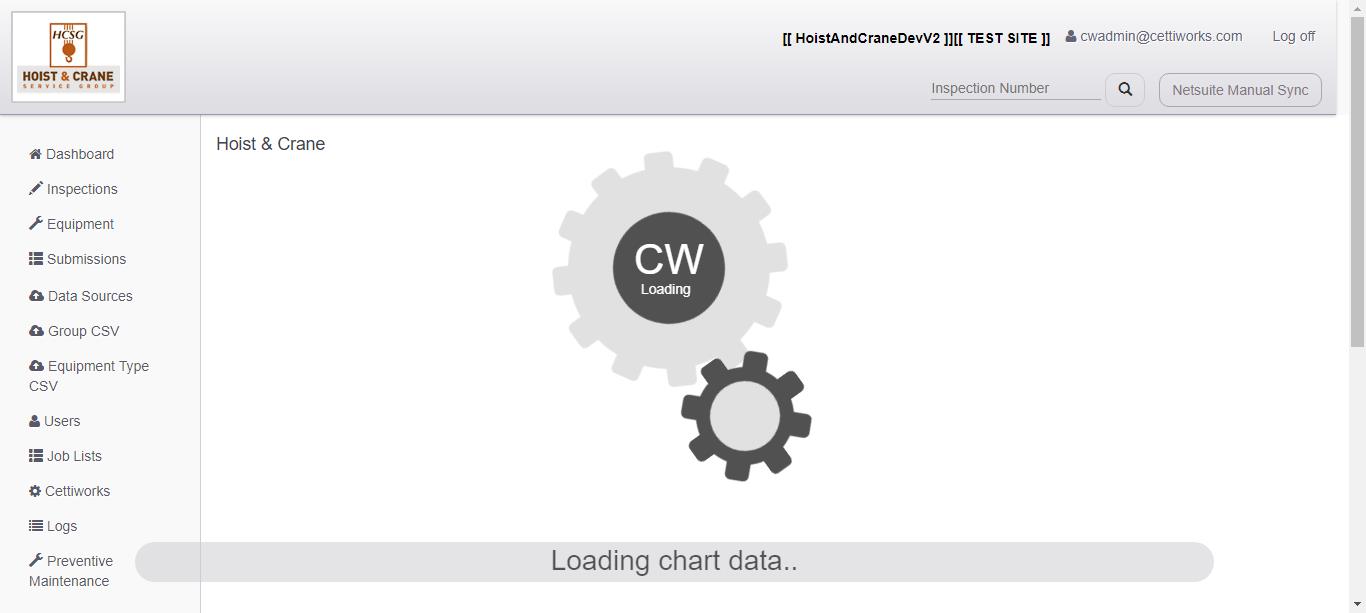 HCSG
HOIST & CRANE
SERVICE GROUP
[[ HoistAndCraneDevV2 ]][[ TEST SITE ]]
cwadmin@cettiworks.com
Log off
Inspection Number
Netsuite Manual Sync
Dashboard
Inspections
Equipment
Submissions
Data Sources
Group CSV
Equipment Type
CSV
Users
Job Lists
Cettiworks
Logs
Preventive
Maintenance
Hoist & Crane
CW
Loading
Loading chart data..